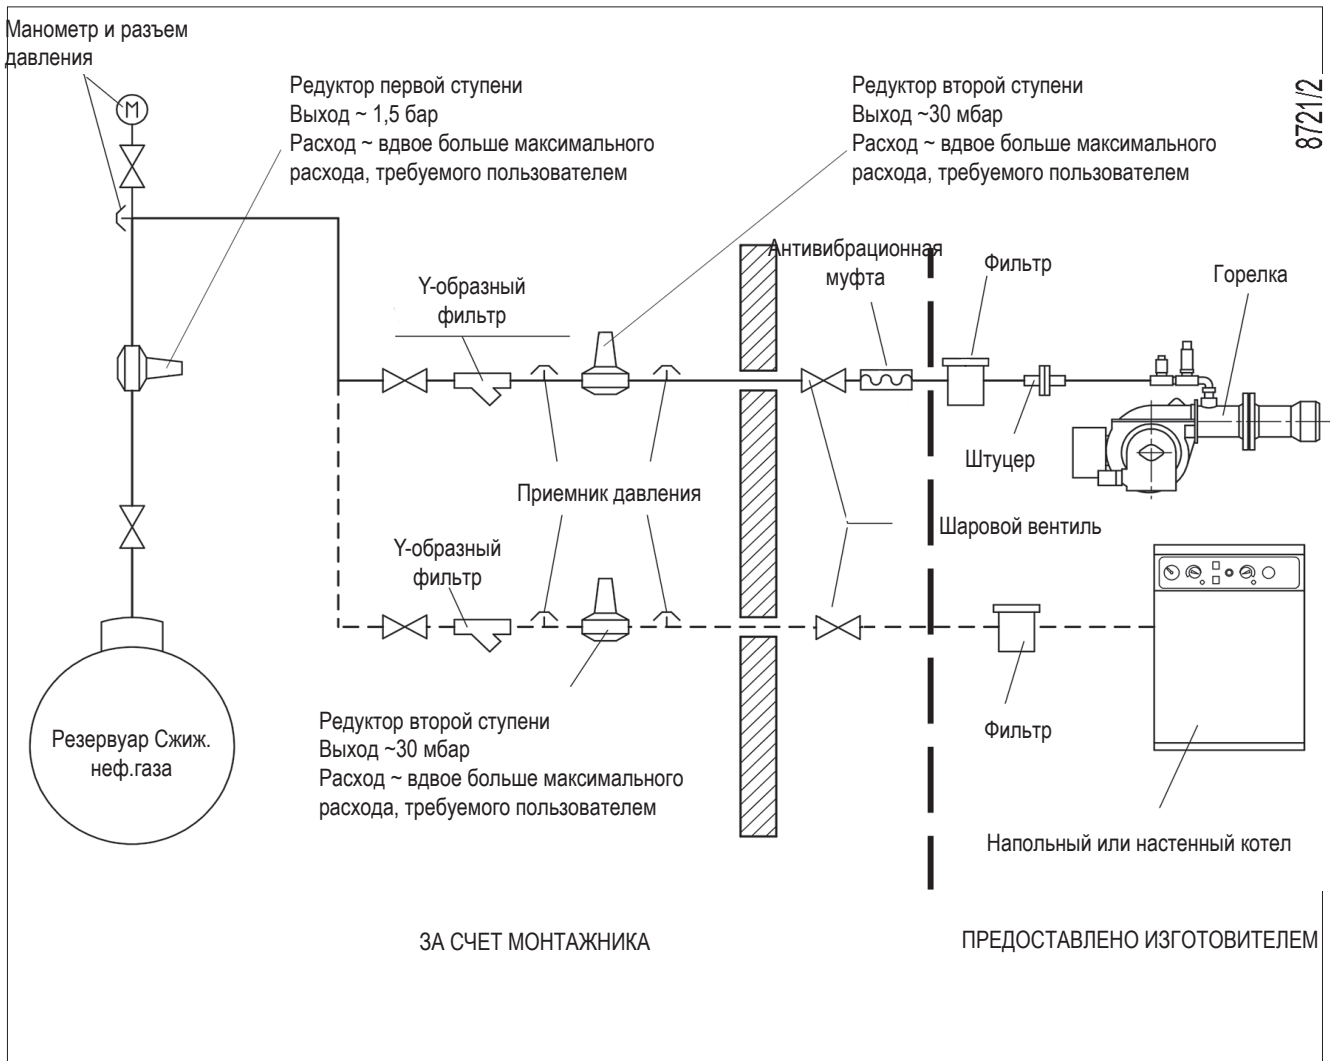 Манометр и разъем
давления
M
Редуктор первой ступени
Выход ~ 1,5 бар
Расход ~ вдвое больше максимального
расхода, требуемого пользователем
Редуктор второй ступени
Выход ~30 мбар
Расход ~ вдвое больше максимального
расхода, требуемого пользователем
8721/2
Y-образный
фильтр
Антивибрационная
муфта
Фильтр
Горелка
Штуцер
Приемник давления
Шаровой вентиль
Y-образный
фильтр
Резервуар Сжиж.
неф.газа
Редуктор второй ступени
Выход ~30 мбар
Расход ~ вдвое больше максимального
расхода, требуемого пользователем
Фильтр
Напольный или настенный котел
ЗА СЧЕТ МОНТАЖНИКА
ПРЕДОСТАВЛЕНО ИЗГОТОВИТЕЛЕМ